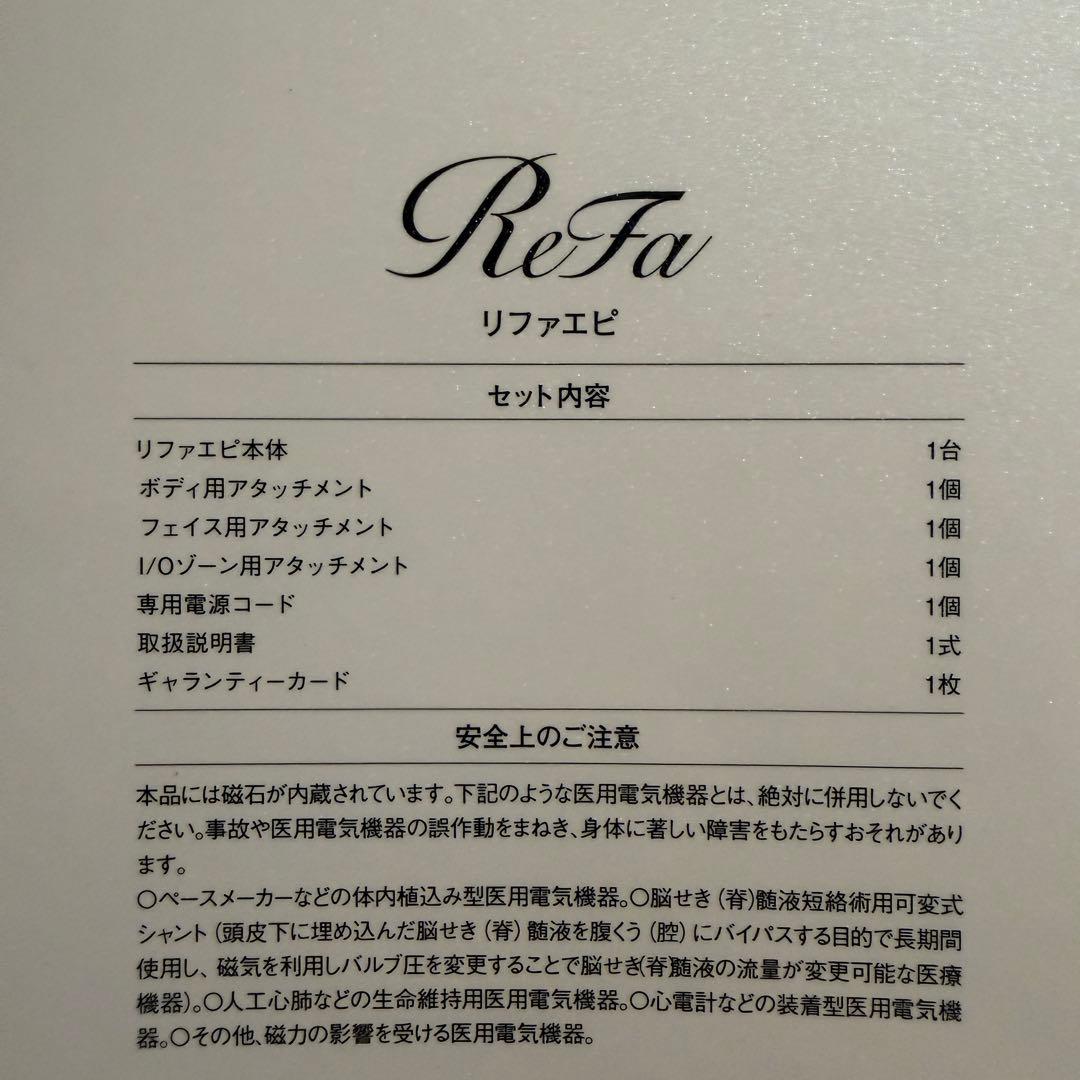 ReFa
リファエピ
セット内容
リファエピ本体 1台
ボディ用アタッチメント 1個
フェイス用アタッチメント 1個
I/Oゾーン用アタッチメント 1個
専用電源コード 1個
取扱説明書 1式
ギャランティーカード 1枚
安全上のご注意
本品には磁石が内蔵されています。下記のような医用電気機器とは、絶対に併用しないでく
ださい。事故や医用電気機器の誤作動をまねき、身体に著しい障害をもたらすおそれがあり
ます。
○ペースメーカーなどの体内植込み型医用電気機器。○脳せき(脊)髄液短絡術用可変式
シャント(頭皮下に埋め込んだ脳せき(脊)髄液を腹くう(腔)にバイパスする目的で長期間
使用し、磁気を利用しバルブ圧を変更することで脳せき(脊)髄液の流量が変更可能な医療
機器)。○人工心肺などの生命維持用医用電気機器。○心電計などの装着型医用電気機
器。○その他、磁力の影響を受ける医用電気機器。